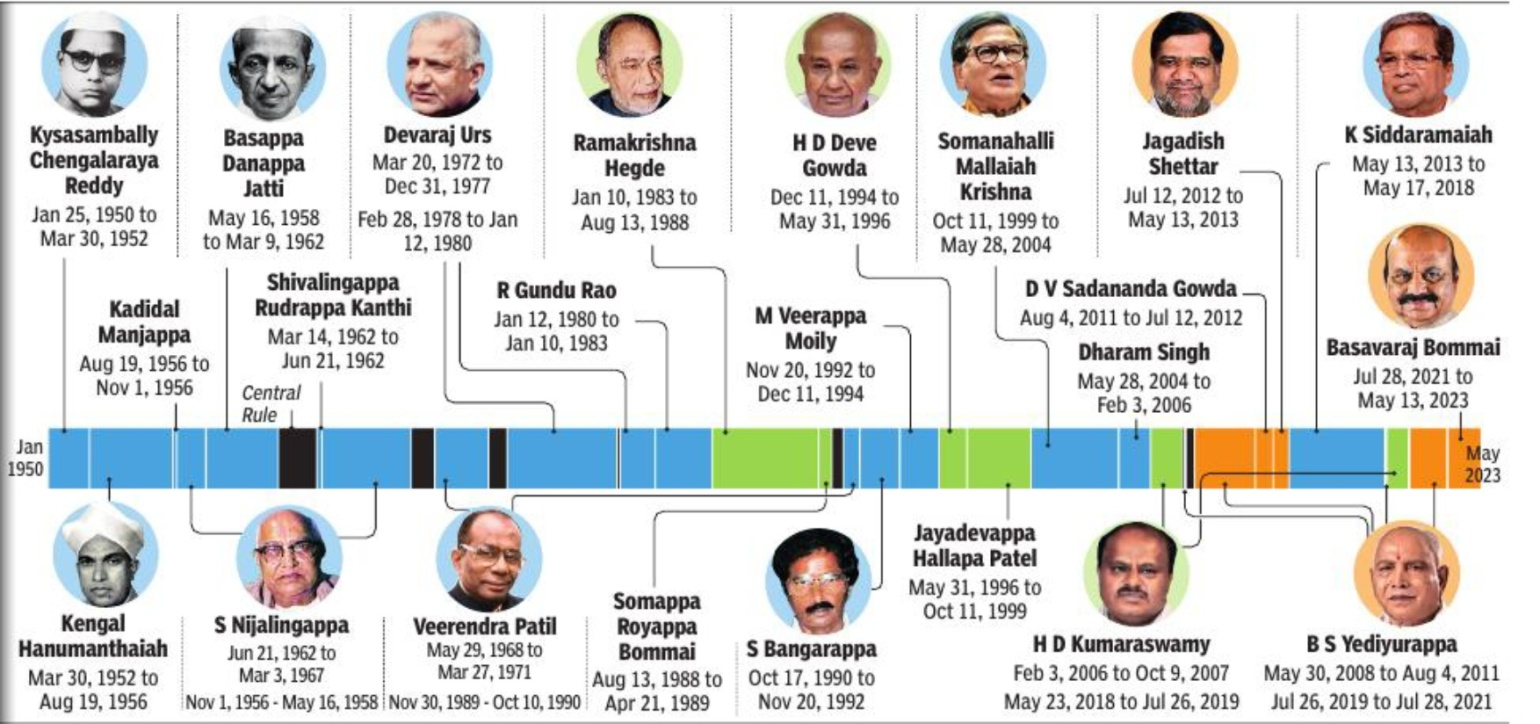 Kysasambally
Chengalaraya
Reddy
Jan 25, 1950 to
Mar 30, 1952
Basappa
Danappa
Jatti
May 16, 1958
to Mar 9, 1962
Devaraj Urs
Mar 20, 1972 to
Dec 31, 1977
Feb 28, 1978 to Jan
12, 1980
Ramakrishna
Hegde
Jan 10, 1983 to
Aug 13, 1988
H D Deve
Gowda
Dec 11, 1994 to
May 31, 1996
Somanahalli
Mallaiah
Krishna
Oct 11, 1999 to
May 28, 2004
Jagadish
Shettar
Jul 12, 2012 to
May 13, 2013
K Siddaramaiah
May 13, 2013 to
May 17, 2018
Kadidal
Manjappa
Aug 19, 1956 to
Nov 1, 1956
Shivalingappa
Rudrappa Kanthi
Mar 14, 1962 to
Jun 21, 1962
Central
Rule
R Gundu Rao
Jan 12, 1980 to
Jan 10, 1983
M Veerappa
Moily
Nov 20, 1992 to
Dec 11, 1994
D V Sadananda Gowda
Aug 4, 2011 to Jul 12, 2012
Dharam Singh
May 28, 2004 to
Feb 3, 2006
Basavaraj Bommai
Jul 28, 2021 to
May 13, 2023
Jan
1950
May
2023
Kengal
Hanumanthaiah
Mar 30, 1952 to
Aug 19, 1956
S Nijalingappa
Jun 21, 1962 to
Mar 3, 1967
Nov 1, 1956 - May 16, 1958
Veerendra Patil
May 29, 1968 to
Mar 27, 1971
Nov 30, 1989 - Oct 10, 1990
Somappa
Royappa
Bommai
Aug 13, 1988 to
Apr 21, 1989
S Bangarappa
Oct 17, 1990 to
Nov 20, 1992
Jayadevappa
Hallapa Patel
May 31, 1996 to
Oct 11, 1999
H D Kumaraswamy
Feb 3, 2006 to Oct 9, 2007
May 23, 2018 to Jul 26, 2019
B S Yediyurappa
May 30, 2008 to Aug 4, 2011
Jul 26, 2019 to Jul 28, 2021